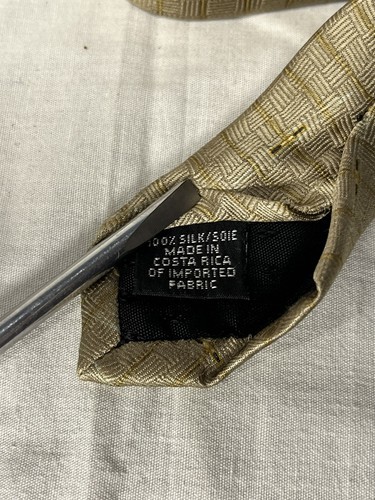 100% SILK/SOIE
MADE IN
COSTA RICA
OF IMPORTED
FABRIC